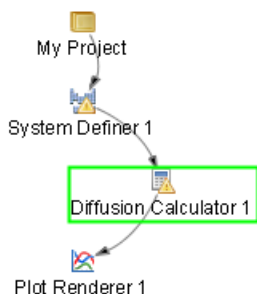 My Project
System Definer 1
Diffusion Calculator 1
Plot Renderer 1